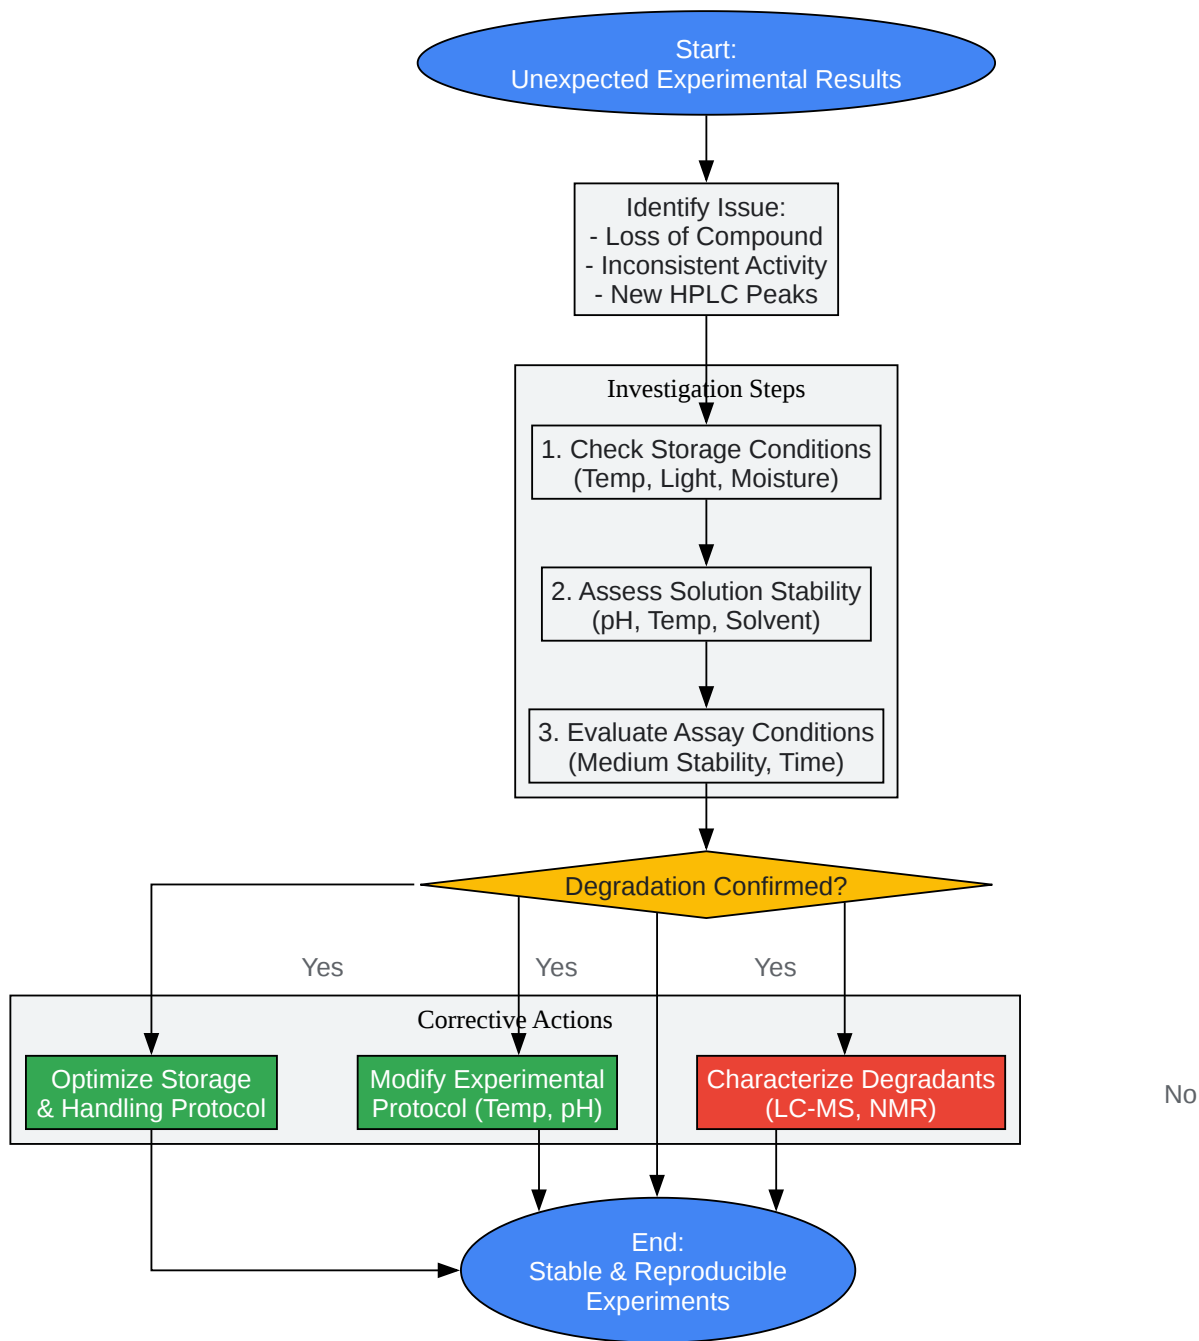 Start:
Unexpected Experimental Results
Identify Issue:
- Loss of Compound
- Inconsistent Activity
- New HPLC Peaks
Investigation Steps
1. Check Storage Conditions
(Temp, Light, Moisture)
2. Assess Solution Stability
(pH, Temp, Solvent)
3. Evaluate Assay Conditions
(Medium Stability, Time)
Degradation Confirmed?
Yes
Yes
Yes
Corrective Actions
Optimize Storage
& Handling Protocol
Modify Experimental
Protocol (Temp, pH)
Characterize Degradants
(LC-MS, NMR)
No
End:
Stable & Reproducible
Experiments